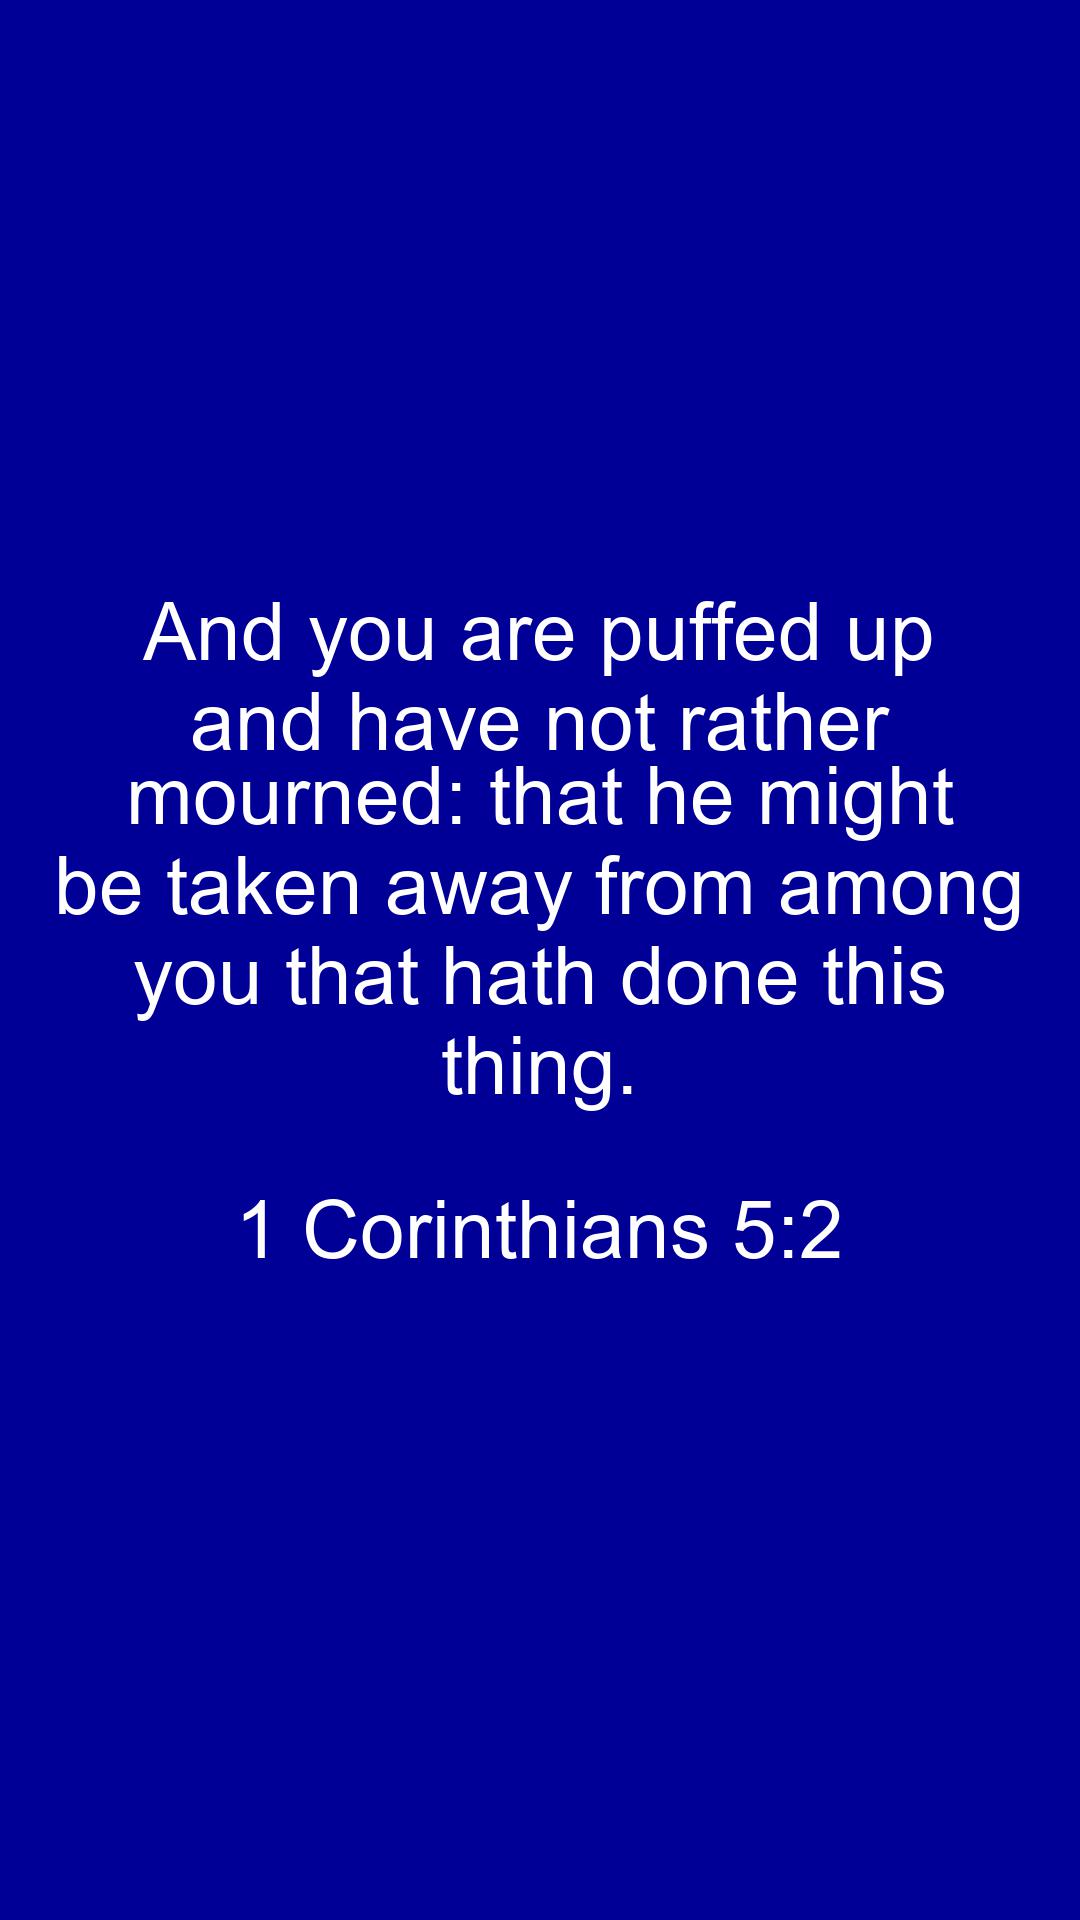 And you are puffed up
and have not rather
mourned: that he might
be taken away from among
you that hath done this
thing.
1 Corinthians 5:2